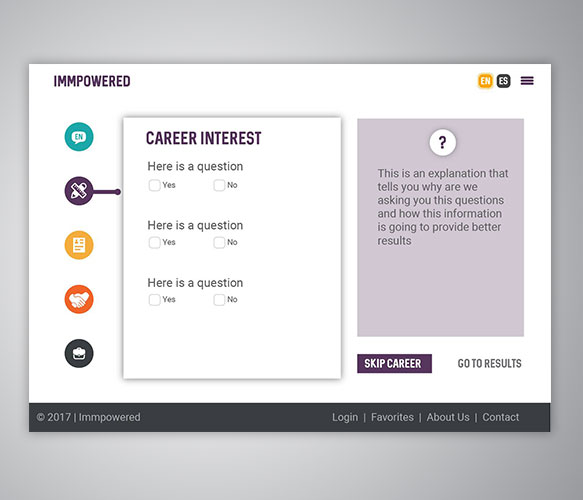 IMMPOWERED
EN ES
EN
CAREER INTEREST
Here is a question
Yes No
Here is a question
Yes No
Here is a question
Yes No
?
This is an explanation that
tells you why are we
asking you this questions
and how this information
is going to provide better
results
SKIP CAREER GO TO RESULTS
© 2017 | Immpowered
Login | Favorites | About Us | Contact